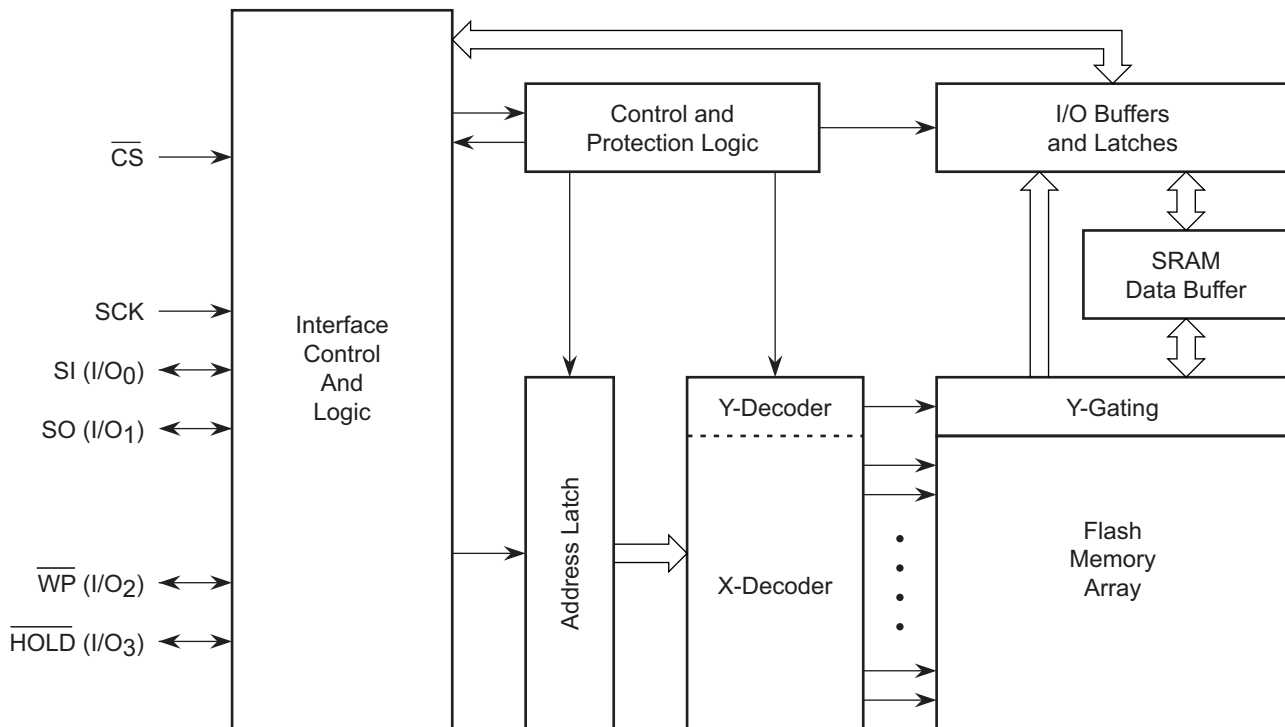 CS
SCK
SI (I/O0)
SO (I/O1)
WP (I/O2)
HOLD (I/O3)
Interface
Control
And
Logic
Control and
Protection Logic
I/O Buffers
and Latches
SRAM
Data Buffer
Address Latch
Y-Decoder
X-Decoder
Y-Gating
Flash
Memory
Array